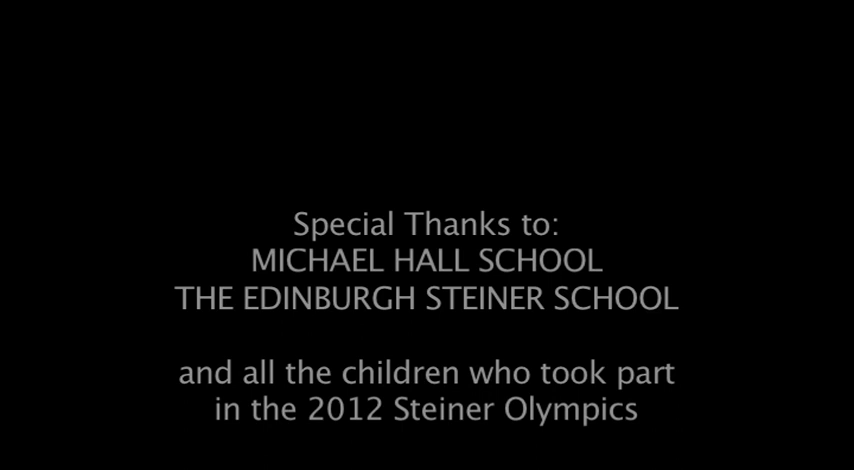 Special Thanks to:
MICHAEL HALL SCHOOL
THE EDINBURGH STEINER SCHOOL
and all the children who took part
in the 2012 Steiner Olympics